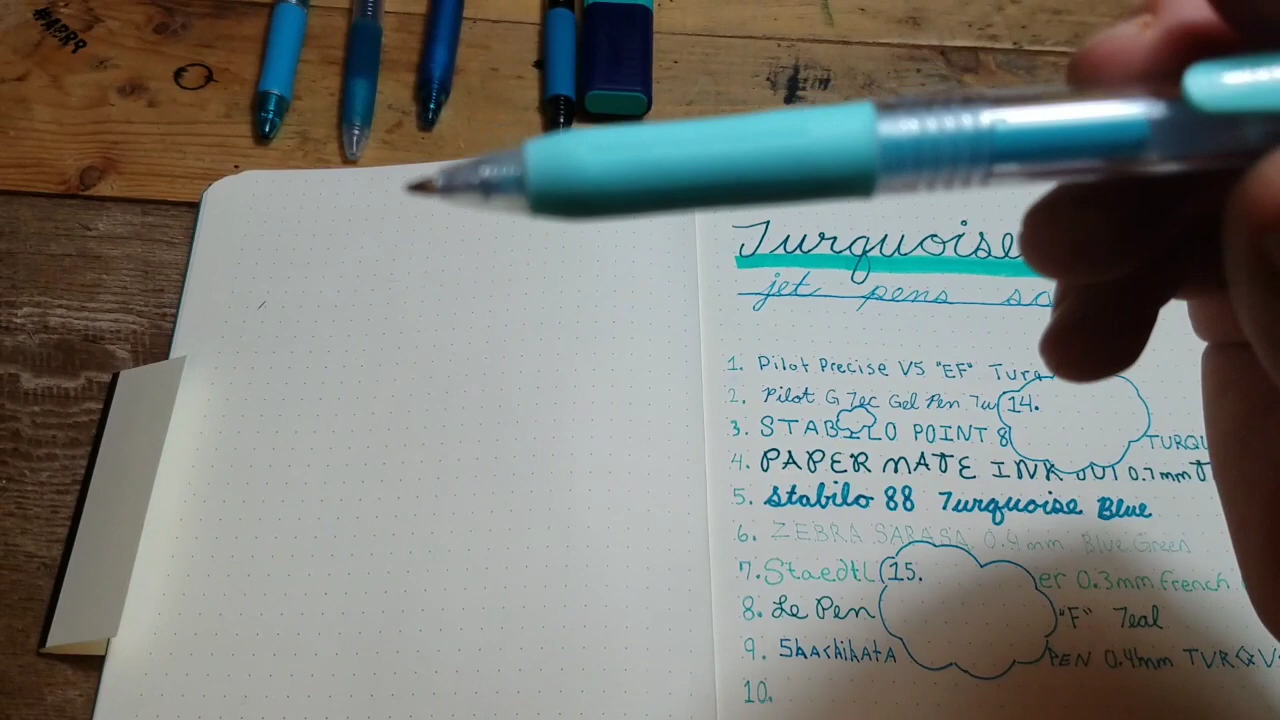 #ABR9
Turquoise
jet pens
1. Pilot Precise V5 "EF"
2. Pilot G Tec Gel Pen
14.
3. STABILO POINT 8
4. PAPER MATE INK JOY 0.7mm
5. Stabilo 88 Turquoise Blue
6. ZEBRA SARASA 0.4mm Blue Green
7. Staedtl
15.
er 0.3mm French
8. Le Pen
"F" Teal
9. Shachihata
PEN 0.4mm
10.